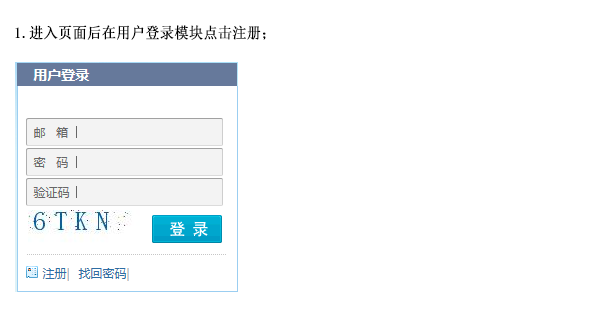 1. 进入页面后在用户登录模块点击注册；
用户登录
邮 箱 |
密 码 |
验证码 |
6TKN
登 录
注册| 找回密码|